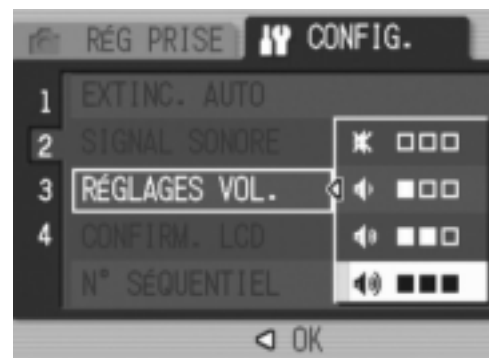 RÉG PRISE CONFIG.
1 EXTINC. AUTO
2 SIGNAL SONORE
3 RÉGLAGES VOL.
4 CONFIRM. LCD
N° SÉQUENTIEL
OK